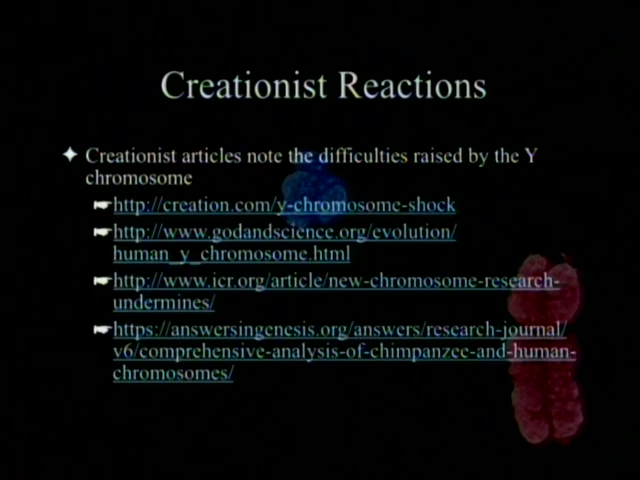 Creationist Reactions
Creationist articles note the difficulties raised by the Y
chromosome
http://creation.com/y-chromosome-shock
http://www.godandscience.org/evolution/
human_y_chromosome.html
http://www.icr.org/article/new-chromosome-research-
undermines/
https://answersingenesis.org/answers/research-journal/
v6/comprehensive-analysis-of-chimpanzee-and-human-
chromosomes/